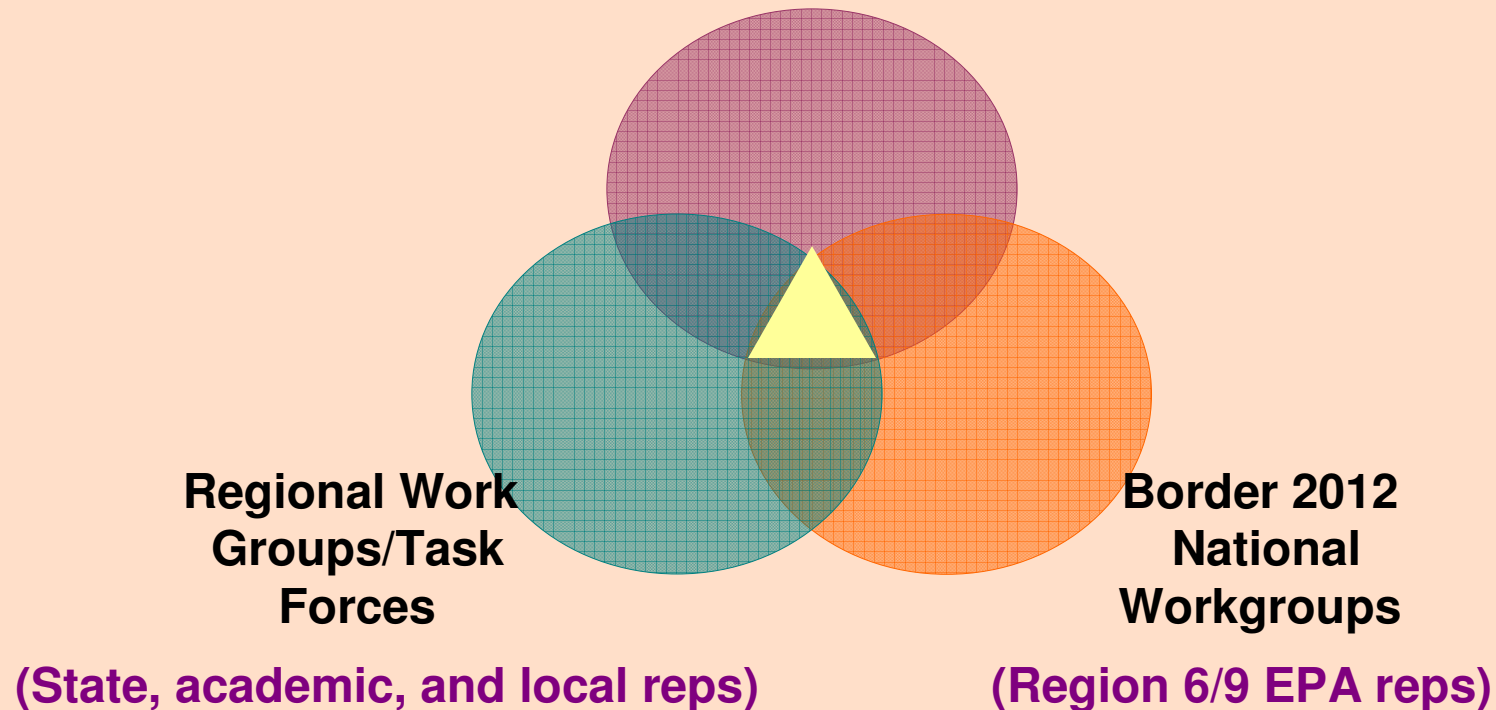 Regional Work
Groups/Task
Forces
(State, academic, and local reps)
Border 2012
National
Workgroups
(Region 6/9 EPA reps)